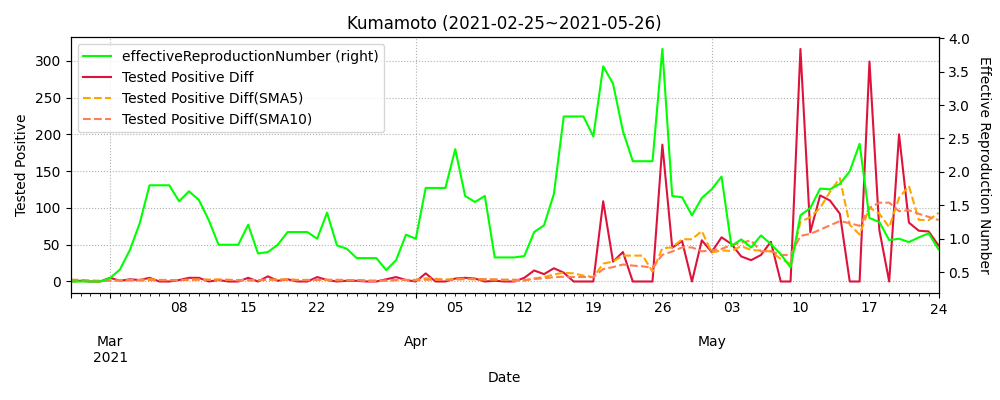 Kumamoto (2021-02-25~2021-05-26)
effectiveReproductionNumber (right)
Tested Positive Diff
Tested Positive Diff(SMA5)
Tested Positive Diff(SMA10)
Tested Positive
300
250
200
150
100
50
0
4.0
3.5
3.0
2.5
2.0
1.5
1.0
0.5
Effective Reproduction Number
08 15 22 29 05 12 19 26 03 10 17 24
Mar Apr May
2021
Date